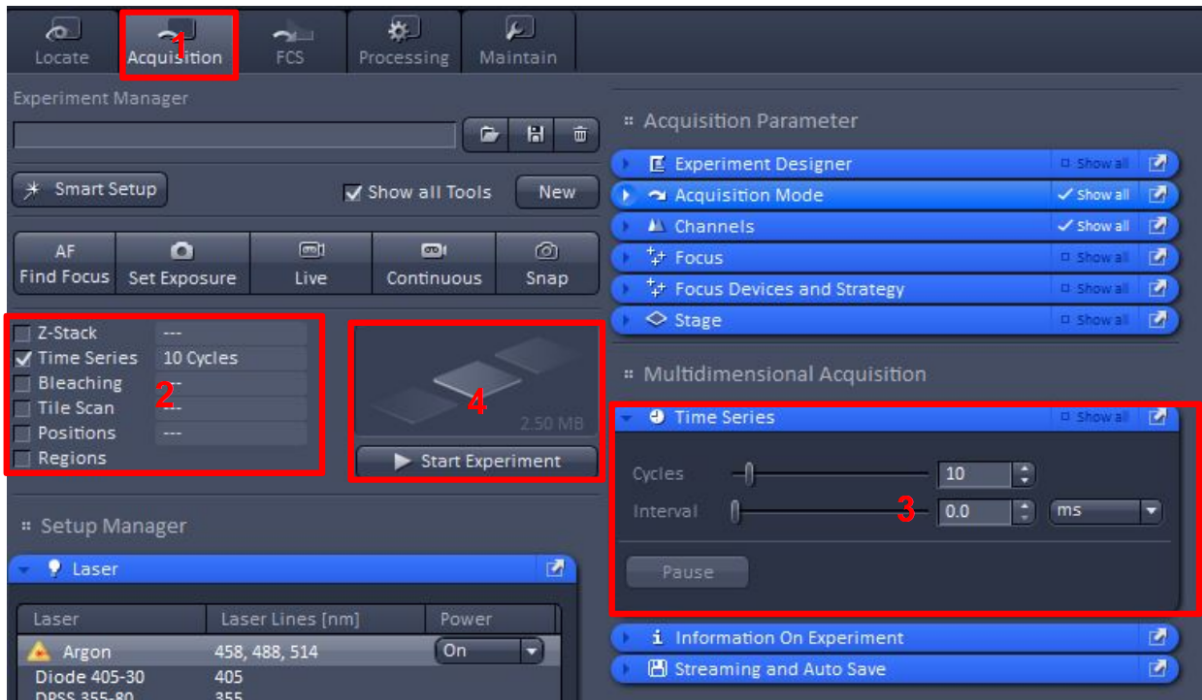 Locate
Acquisition
1
FCS
Processing
Maintain
Experiment Manager
Smart Setup
Show all Tools
New
AF
Find Focus
Set Exposure
Live
Continuous
Snap
Z-Stack ---
Time Series 10 Cycles
Bleaching ---
Tile Scan ---
Positions ---
Regions
2
4
2.50 MB
Start Experiment
Setup Manager
Laser
Laser Laser Lines [nm] Power
Argon 458, 488, 514 On
Diode 405-30 405
DPSS 355-80 355
Acquisition Parameter
Experiment Designer Show all
Acquisition Mode Show all
Channels Show all
Focus Show all
Focus Devices and Strategy Show all
Stage Show all
Multidimensional Acquisition
Time Series Show all
Cycles 10
Interval 0.0 ms
3
Pause
Information On Experiment
Streaming and Auto Save